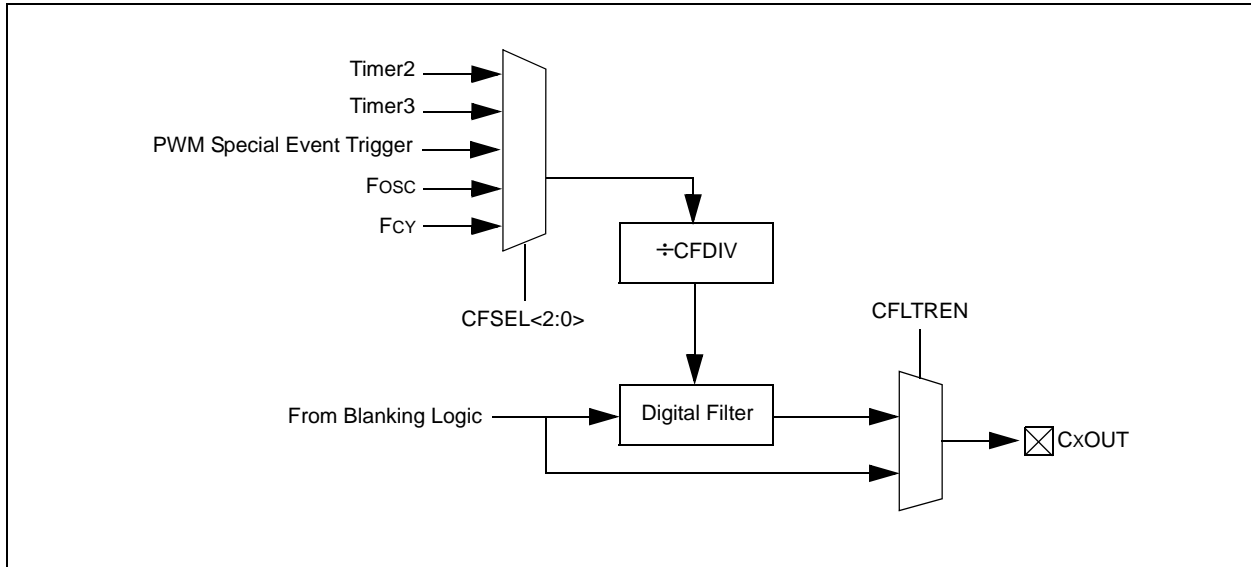 Timer2
Timer3
PWM Special Event Trigger
FOSC
FCY
÷CFDIV
CFSEL<2:0>
CFLTREN
From Blanking Logic
Digital Filter
CXOUT